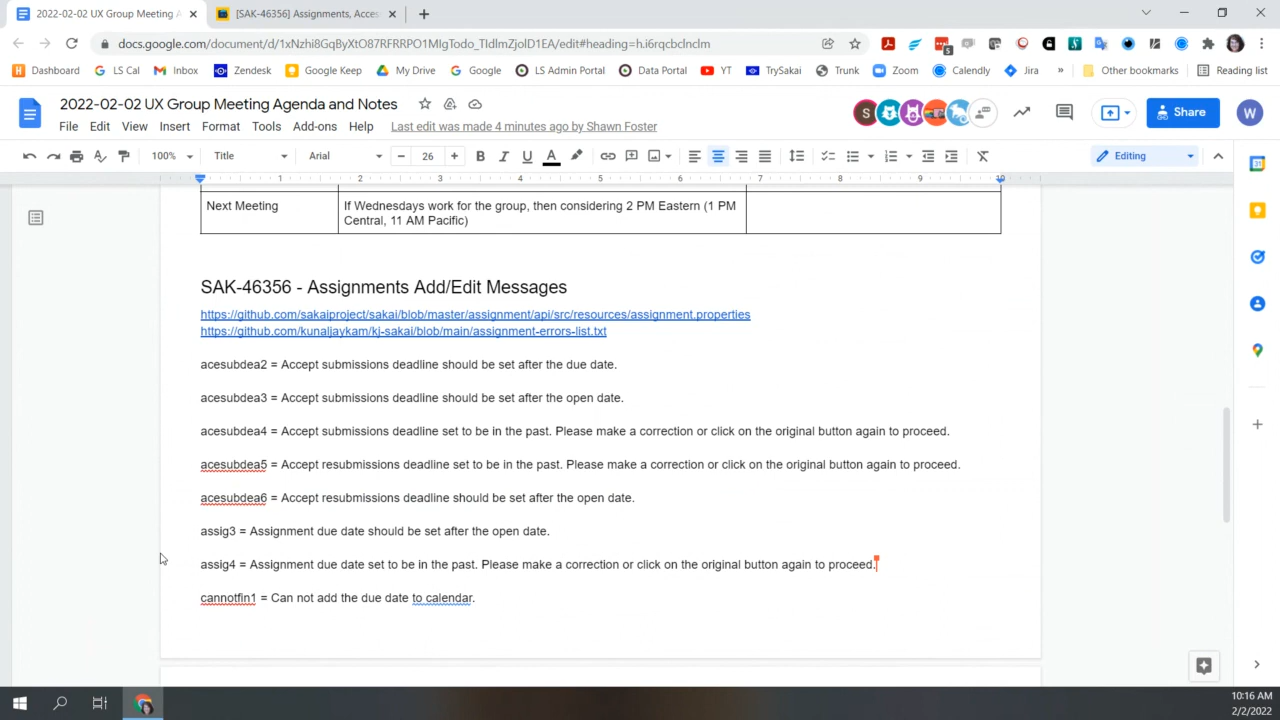 2022-02-02 UX Group Meeting A
[SAK-46356] Assignments, Acces
docs.google.com/document/d/1xNzhi8GqByXtO87RFRRPO1MIgTodo_TIdlmZjolD1EA/edit#heading=h.i6rqcbclnclm
5
Dashboard
LS Cal
Inbox
Zendesk
Google Keep
My Drive
Google
LS Admin Portal
Data Portal
YT
TrySakai
Trunk
Zoom
Calendly
Jira
»
Other bookmarks
Reading list
2022-02-02 UX Group Meeting Agenda and Notes
S
Share
W
File Edit View Insert Format Tools Add-ons Help Last edit was made 4 minutes ago by Shawn Foster
100% Title Arial 26 B I U A Editing
1 2 3 4 5 6 7 8 9 10
Next Meeting
If Wednesdays work for the group, then considering 2 PM Eastern (1 PM
Central, 11 AM Pacific)
SAK-46356 - Assignments Add/Edit Messages
https://github.com/sakaiproject/sakai/blob/master/assignment/api/src/resources/assignment.properties
https://github.com/kunaljaykam/kj-sakai/blob/main/assignment-errors-list.txt
acesubdea2 = Accept submissions deadline should be set after the due date.
acesubdea3 = Accept submissions deadline should be set after the open date.
acesubdea4 = Accept submissions deadline set to be in the past. Please make a correction or click on the original button again to proceed.
acesubdea5 = Accept resubmissions deadline set to be in the past. Please make a correction or click on the original button again to proceed.
acesubdea6 = Accept resubmissions deadline should be set after the open date.
assig3 = Assignment due date should be set after the open date.
assig4 = Assignment due date set to be in the past. Please make a correction or click on the original button again to proceed.
cannotfin1 = Can not add the due date to calendar.
10:16 AM
2/2/2022